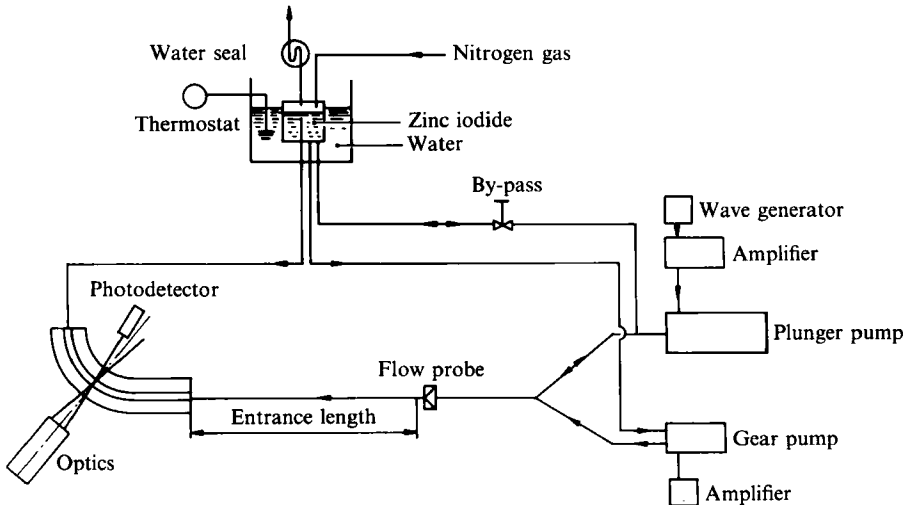 Water seal
Nitrogen gas
Thermostat
Zinc iodide
Water
By-pass
Wave generator
Amplifier
Photodetector
Plunger pump
Flow probe
Entrance length
Gear pump
Optics
Amplifier